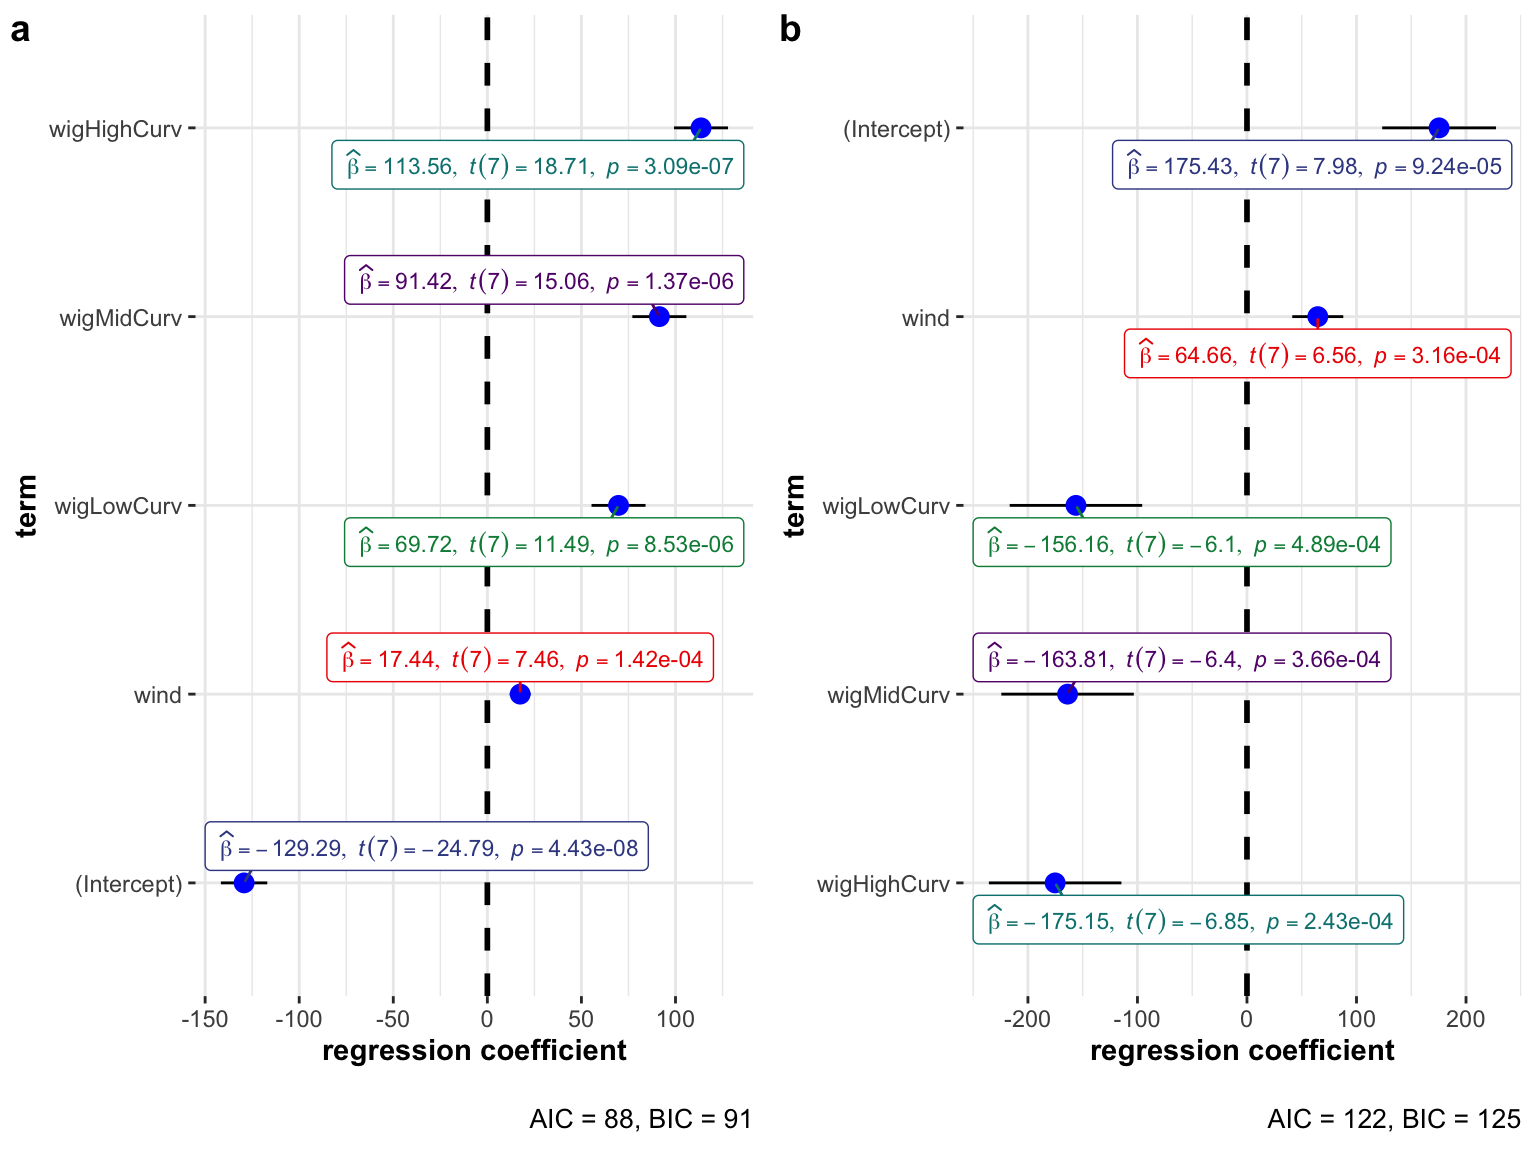 a
wigHighCurv
β̂ = 113.56, t(7) = 18.71, p = 3.09e-07
β̂ = 91.42, t(7) = 15.06, p = 1.37e-06
wigMidCurv
term
wigLowCurv
β̂ = 69.72, t(7) = 11.49, p = 8.53e-06
β̂ = 17.44, t(7) = 7.46, p = 1.42e-04
wind
β̂ = −129.29, t(7) = −24.79, p = 4.43e-08
(Intercept)
-150 -100 -50 0 50 100
regression coefficient
AIC = 88, BIC = 91
b
(Intercept)
β̂ = 175.43, t(7) = 7.98, p = 9.24e-05
wind
β̂ = 64.66, t(7) = 6.56, p = 3.16e-04
term
wigLowCurv
β̂ = −156.16, t(7) = −6.1, p = 4.89e-04
β̂ = −163.81, t(7) = −6.4, p = 3.66e-04
wigMidCurv
wigHighCurv
β̂ = −175.15, t(7) = −6.85, p = 2.43e-04
-200 -100 0 100 200
regression coefficient
AIC = 122, BIC = 125